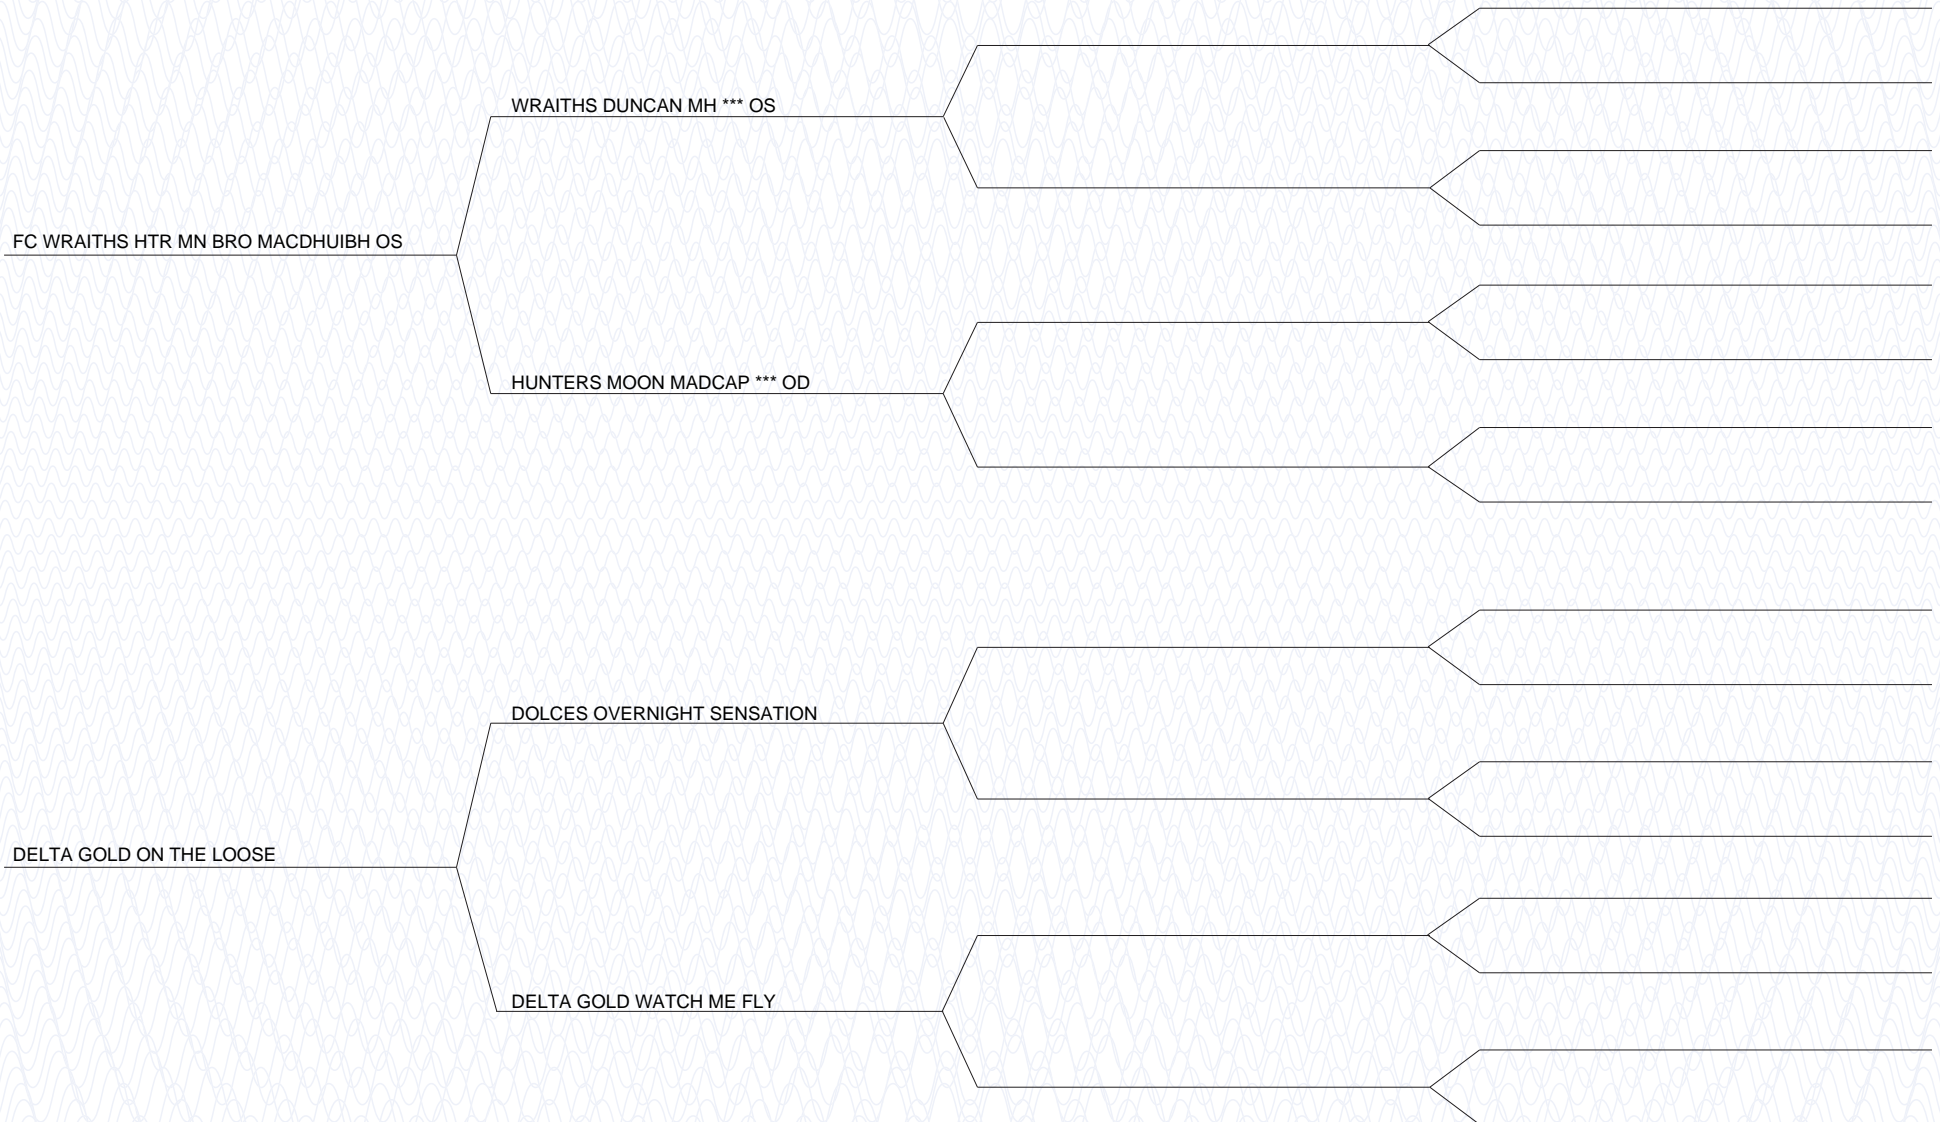 WRAITHS DUNCAN MH *** OS
FC WRAITHS HTR MN BRO MACDHUIBH OS
HUNTERS MOON MADCAP *** OD
DOLCES OVERNIGHT SENSATION
DELTA GOLD ON THE LOOSE
DELTA GOLD WATCH ME FLY